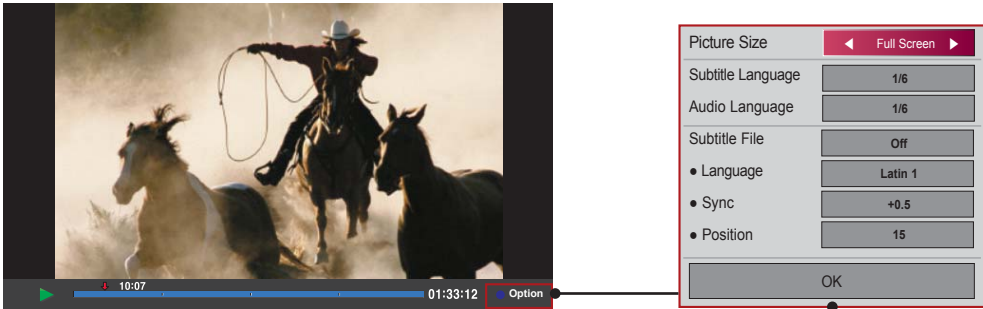 10:07
01:33:12
Option
Picture Size
Full Screen
Subtitle Language
1/6
Audio Language
1/6
Subtitle File
Off
● Language
Latin 1
● Sync
+0.5
● Position
15
OK